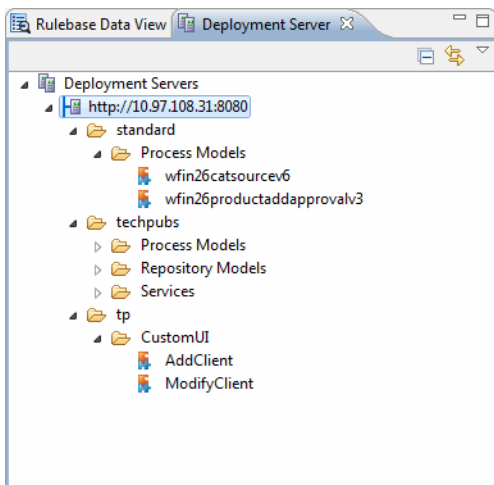 Rulebase Data View Deployment Server
Deployment Servers
http://10.97.108.31:8080
standard
Process Models
wfin26catsourcev6
wfin26productaddapprovalv3
techpubs
Process Models
Repository Models
Services
tp
CustomUI
AddClient
ModifyClient